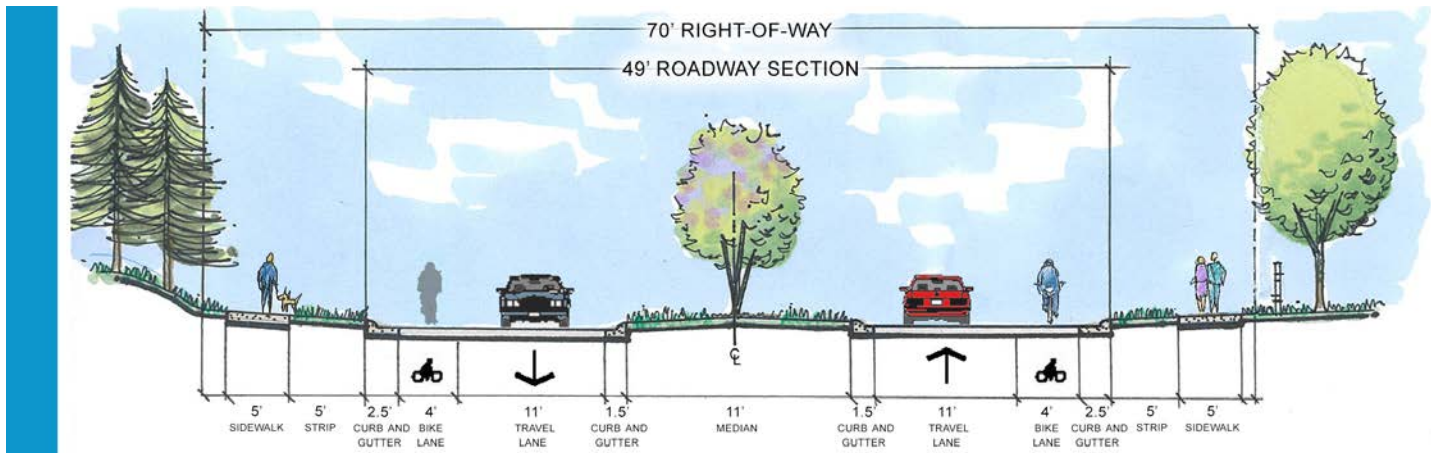 70' RIGHT-OF-WAY
49' ROADWAY SECTION
℄
5' 5' 2.5' 4' 11' 1.5' 11' 1.5' 11' 4' 2.5' 5' 5'
SIDEWALK STRIP CURB AND BIKE TRAVEL CURB AND MEDIAN CURB AND TRAVEL BIKE CURB AND STRIP SIDEWALK
GUTTER LANE LANE GUTTER GUTTER LANE LANE GUTTER